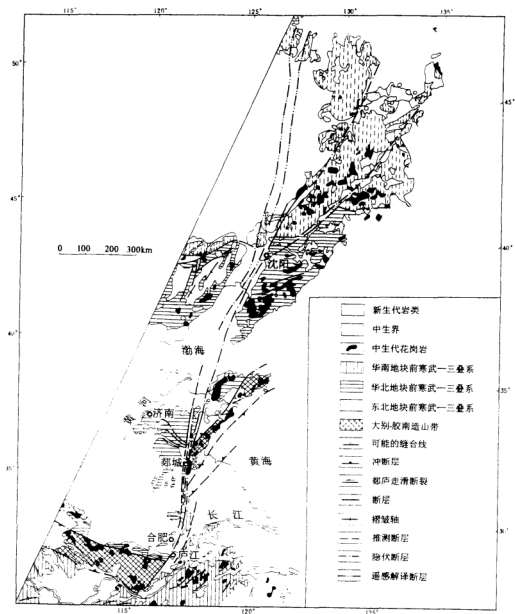 115° 120° 125° 130° 135°
50°
45°
45°
0 100 200 300km
沈阳
40°
40°
新生代岩类
中生界
渤海
中生代花岗岩
华南地块前寒武—三叠系
华北地块前寒武—三叠系
黄河
济南
东北地块前寒武—三叠系
35°
大别-胶南造山带
可能的缝合线
郯城
黄海
冲断层
35°
郯庐走滑断裂
断层
长江
褶皱轴
合肥
推测断层
庐江
隐伏断层
遥感解译断层
115° 120° 125°